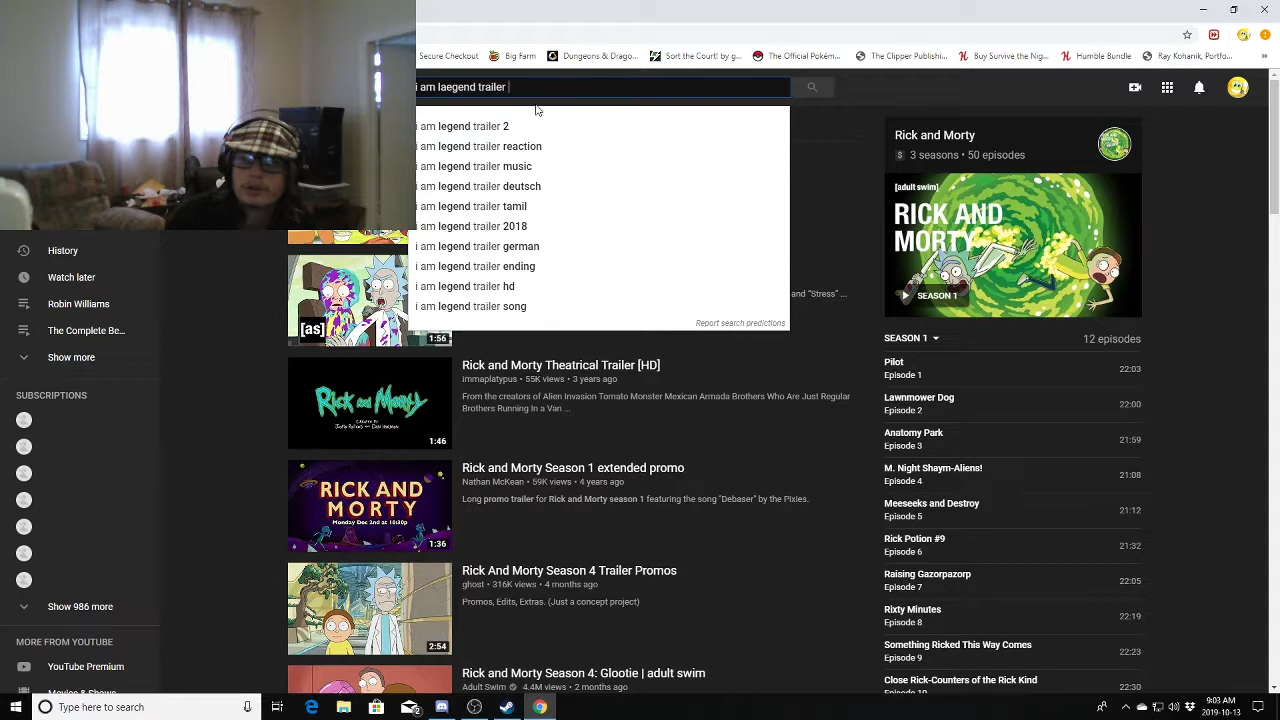 Secure Checkout
Big Farm
Dungeons & Drago...
Sort the Court! by g...
The Official Pokémo...
The Clipper Publishi...
Buy Survive the Nig...
Humble Bundle
Ray Kohanik, Portfo...
i am laegend trailer
i am legend trailer 2
i am legend trailer reaction
i am legend trailer music
i am legend trailer deutsch
i am legend trailer tamil
i am legend trailer 2018
i am legend trailer german
i am legend trailer ending
i am legend trailer hd
i am legend trailer song
Report search predictions
and "Stress" ...
History
Watch later
Robin Williams
The Complete Be...
Show more
SUBSCRIPTIONS
Show 986 more
MORE FROM YOUTUBE
YouTube Premium
Movies & Shows
[as]
1:56
RICK AND MORTY
1:46
Rick and Morty Theatrical Trailer [HD]
immaplatypus • 55K views • 3 years ago
From the creators of Alien Invasion Tomato Monster Mexican Armada Brothers Who Are Just Regular
Brothers Running In a Van ...
RICK AND
MORTY
Monday Dec 2nd at 10:30p
1:36
Rick and Morty Season 1 extended promo
Nathan McKean • 59K views • 4 years ago
Long promo trailer for Rick and Morty season 1 featuring the song "Debaser" by the Pixies.
2:54
Rick And Morty Season 4 Trailer Promos
ghost • 316K views • 4 months ago
Promos, Edits, Extras. (Just a concept project)
Rick and Morty Season 4: Glootie | adult swim
Adult Swim 4.4M views • 2 months ago
Rick and Morty
S 3 seasons • 50 episodes
[adult swim]
RICK AND
MORTY
SEASON 1
SEASON 1
12 episodes
Pilot
Episode 1
22:03
Lawnmower Dog
Episode 2
22:00
Anatomy Park
Episode 3
21:59
M. Night Shaym-Aliens!
Episode 4
21:08
Meeseeks and Destroy
Episode 5
21:12
Rick Potion #9
Episode 6
21:32
Raising Gazorpazorp
Episode 7
22:05
Rixty Minutes
Episode 8
22:19
Something Ricked This Way Comes
Episode 9
22:23
Close Rick-Counters of the Rick Kind
Episode 10
22:30
Type here to search
9:03 AM
2019-10-13